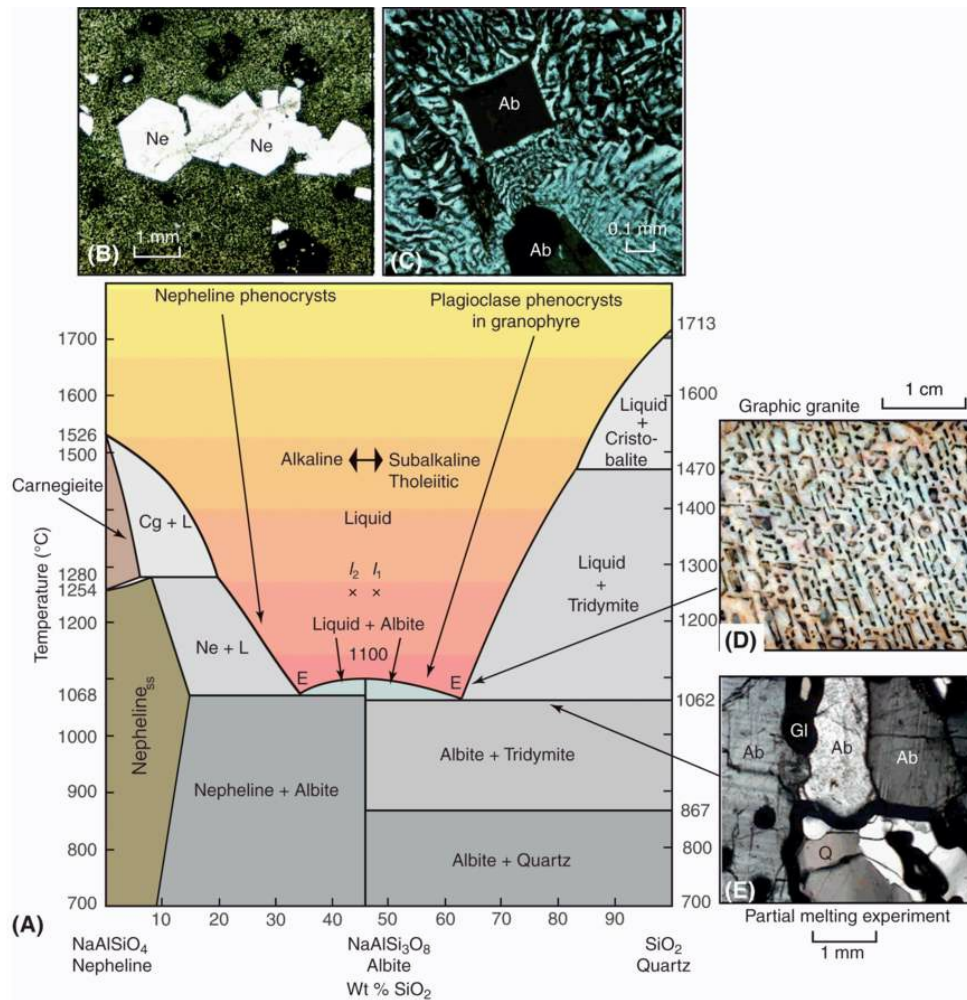 Ne
Ne
1 mm
(B)
Ab
Ab
0.1 mm
(C)
Nepheline phenocrysts
Plagioclase phenocrysts
in granophyre
1713
1700
1600
1600
1526
1500
Liquid
+
Cristo-
balite
Alkaline
Subalkaline
Tholeiitic
1470
Carnegieite
1400
1400
Cg + L
Liquid
1300
1280
1254
l2 l1
× ×
Liquid
+
Tridymite
1200
1200
Liquid + Albite
Ne + L
1100
E
E
1068
1062
Temperature (°C)
Nepheliness
1000
1000
Albite + Tridymite
900
900
Nepheline + Albite
867
800
800
Albite + Quartz
700
700
(A)
0 10 20 30 40 50 60 70 80 90
NaAlSiO4
Nepheline
NaAlSi3O8
Albite
SiO2
Quartz
Wt % SiO2
1 cm
Graphic granite
(D)
Ab
Gl
Ab
Ab
Q
(E)
Partial melting experiment
1 mm